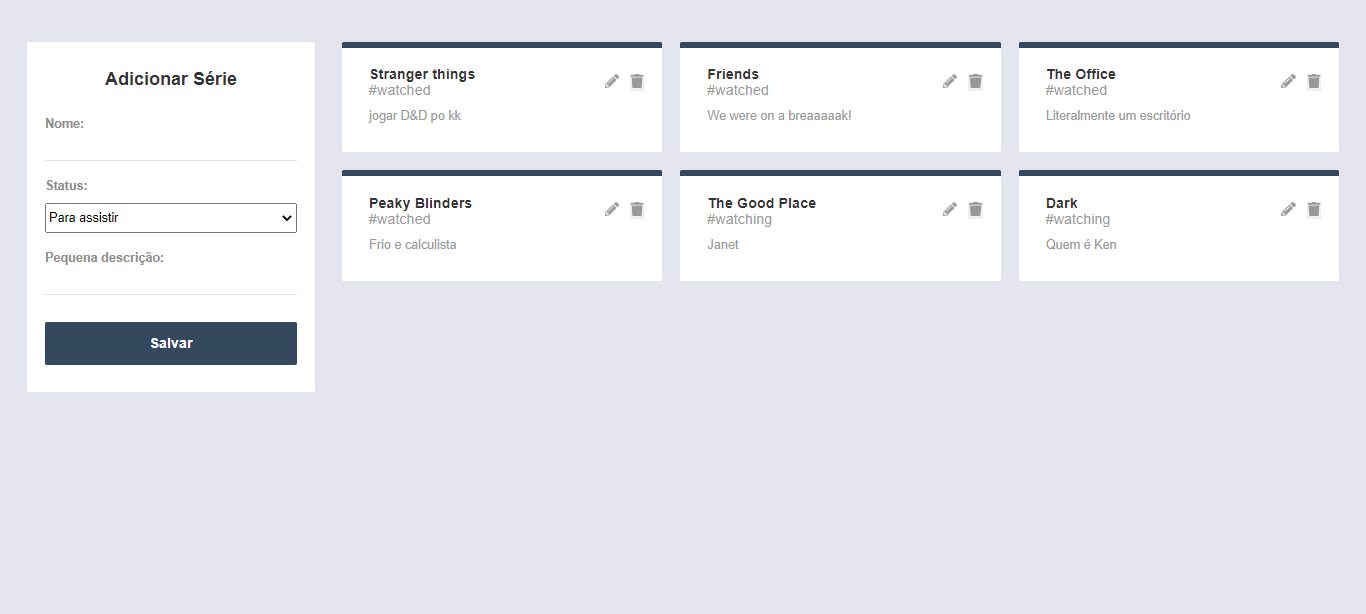 Adicionar Série
Nome:
Status:
Para assistir
Pequena descrição:
Salvar
Stranger things
#watched
jogar D&D po kk
Friends
#watched
We were on a breaaaaak!
The Office
#watched
Literalmente um escritório
Peaky Blinders
#watched
Frio e calculista
The Good Place
#watching
Janet
Dark
#watching
Quem é Ken